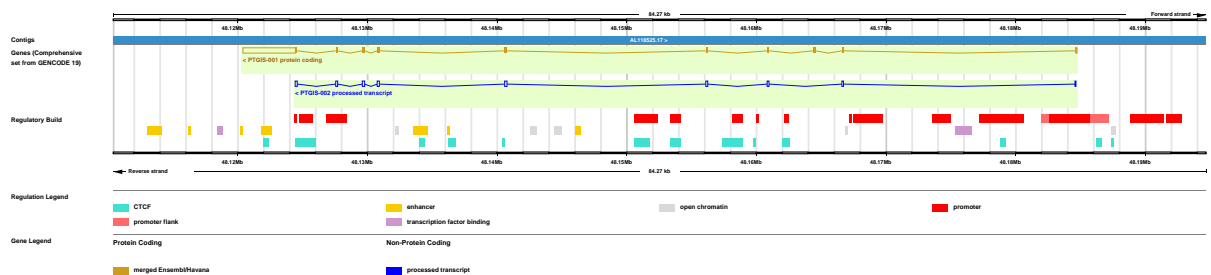 84.27 kb Forward strand
48.12Mb 48.13Mb 48.14Mb 48.15Mb 48.16Mb 48.17Mb 48.18Mb 48.19Mb
Contigs AL118525.17 >
Genes (Comprehensive
set from GENCODE 19)
< PTGIS-001 protein coding
< PTGIS-002 processed transcript
Regulatory Build
48.12Mb 48.13Mb 48.14Mb 48.15Mb 48.16Mb 48.17Mb 48.18Mb 48.19Mb
Reverse strand 84.27 kb
Regulation Legend
CTCF enhancer open chromatin promoter
promoter flank transcription factor binding
Gene Legend Protein Coding Non-Protein Coding
merged Ensembl/Havana processed transcript